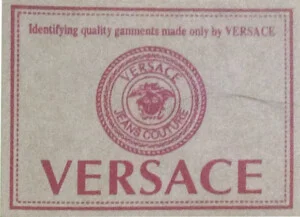 Identifying quality garments made only by VERSACE
VERSACE
JEANS COUTURE
VERSACE